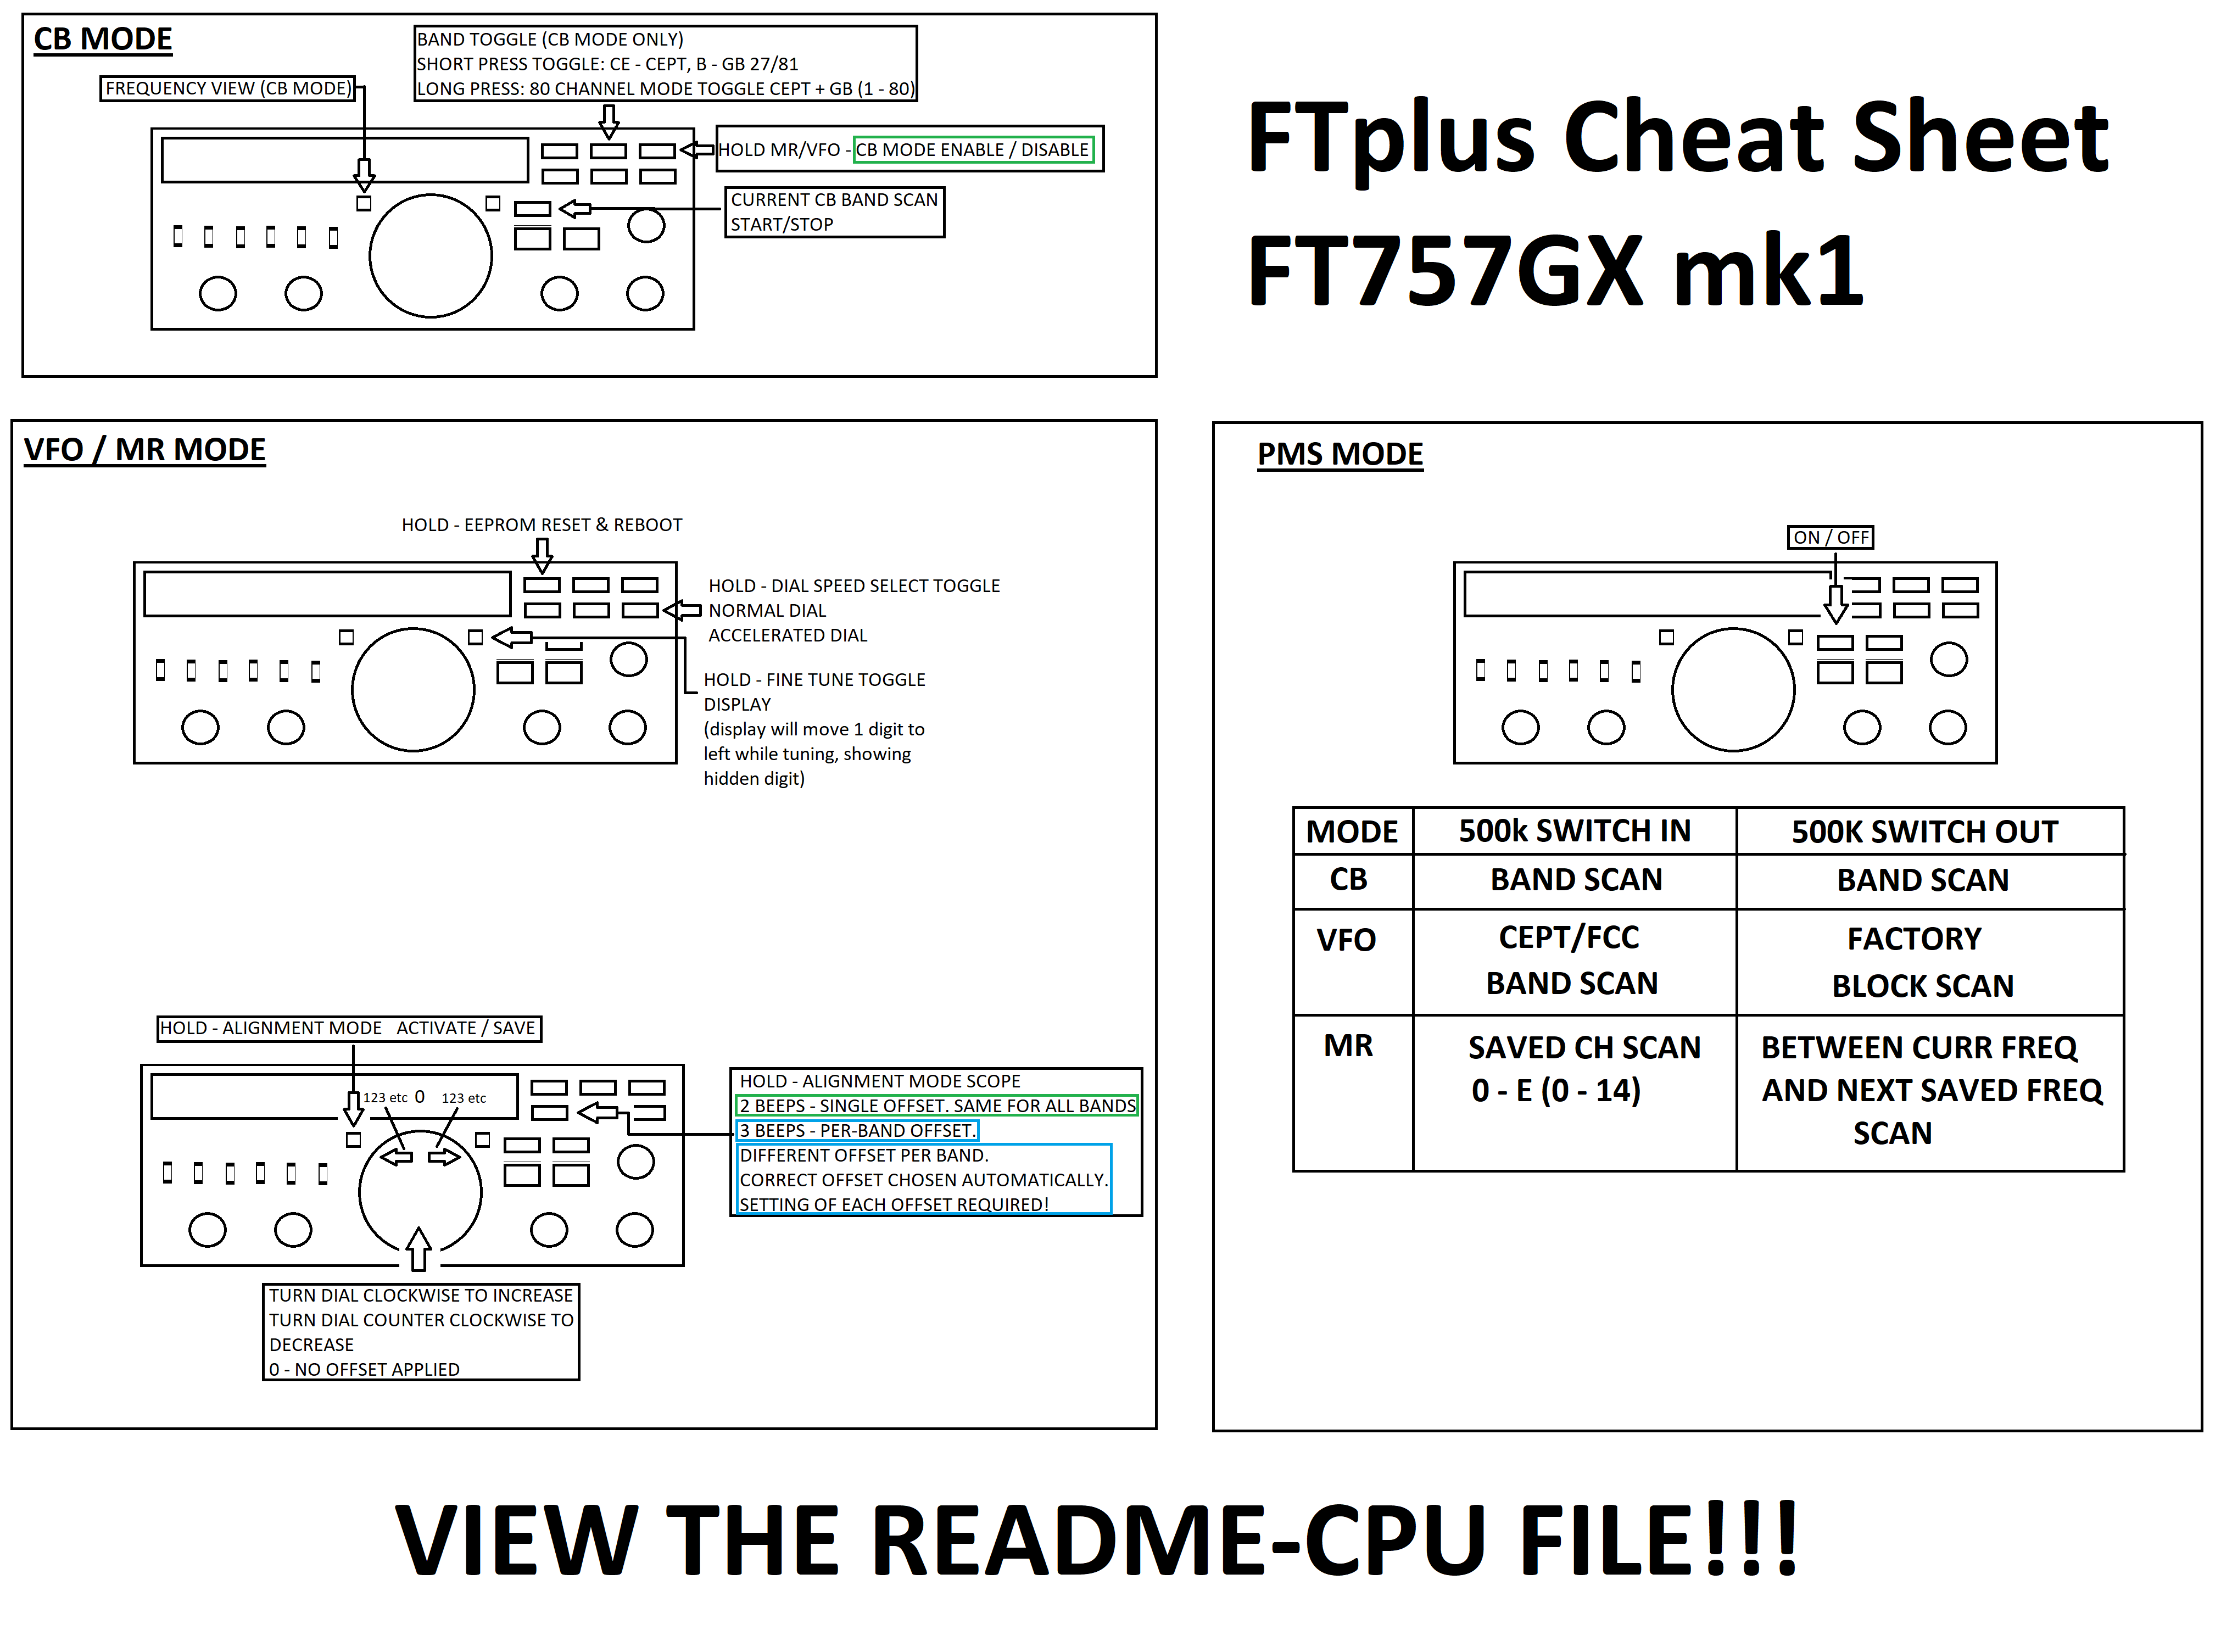 CB MODE
BAND TOGGLE (CB MODE ONLY)
SHORT PRESS TOGGLE: CE - CEPT, B - GB 27/81
LONG PRESS: 80 CHANNEL MODE TOGGLE CEPT + GB (1 - 80)
FREQUENCY VIEW (CB MODE)
HOLD MR/VFO - CB MODE ENABLE / DISABLE
CURRENT CB BAND SCAN
START/STOP
FTplus Cheat Sheet
FT757GX mk1
VFO / MR MODE
HOLD - EEPROM RESET & REBOOT
HOLD - DIAL SPEED SELECT TOGGLE
NORMAL DIAL
ACCELERATED DIAL
HOLD - FINE TUNE TOGGLE
DISPLAY
(display will move 1 digit to
left while tuning, showing
hidden digit)
HOLD - ALIGNMENT MODE ACTIVATE / SAVE
123 etc 0 123 etc
HOLD - ALIGNMENT MODE SCOPE
2 BEEPS - SINGLE OFFSET. SAME FOR ALL BANDS
3 BEEPS - PER-BAND OFFSET.
DIFFERENT OFFSET PER BAND.
CORRECT OFFSET CHOSEN AUTOMATICALLY.
SETTING OF EACH OFFSET REQUIRED!
TURN DIAL CLOCKWISE TO INCREASE
TURN DIAL COUNTER CLOCKWISE TO
DECREASE
0 - NO OFFSET APPLIED
PMS MODE
ON / OFF
MODE 500k SWITCH IN 500K SWITCH OUT
CB BAND SCAN BAND SCAN
VFO CEPT/FCC FACTORY
BAND SCAN BLOCK SCAN
MR SAVED CH SCAN BETWEEN CURR FREQ
0 - E (0 - 14) AND NEXT SAVED FREQ
SCAN
VIEW THE README-CPU FILE!!!